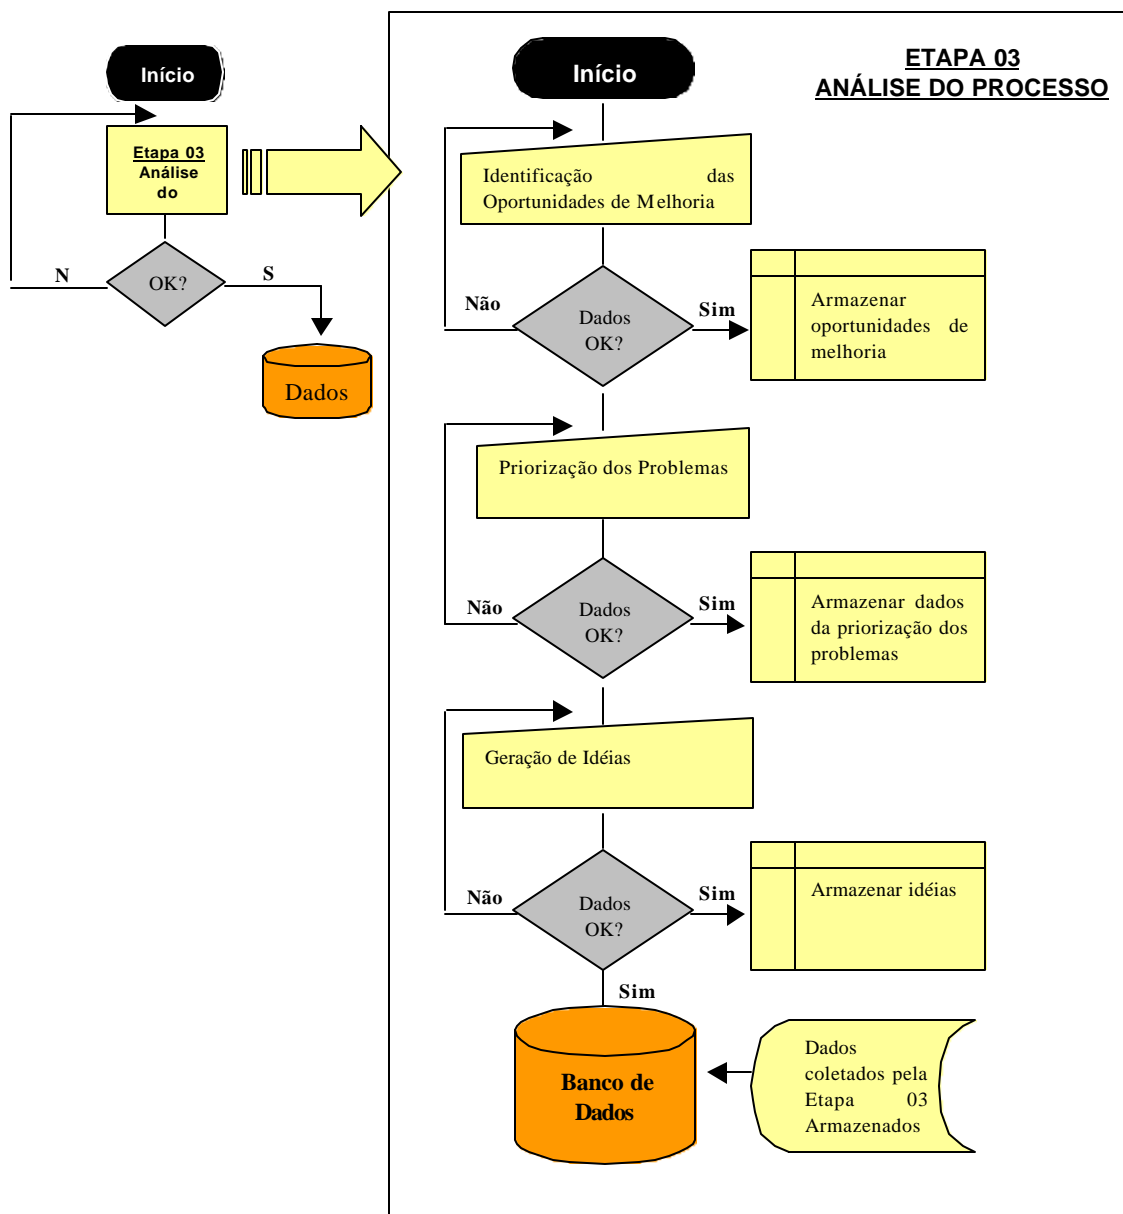 Início
Etapa 03
Análise
do
N
OK?
S
Dados
ETAPA 03
ANÁLISE DO PROCESSO
Início
Identificação das
Oportunidades de Melhoria
Não
Dados
OK?
Sim
Armazenar
oportunidades de
melhoria
Priorização dos Problemas
Não
Dados
OK?
Sim
Armazenar dados
da priorização dos
problemas
Geração de Idéias
Não
Dados
OK?
Sim
Armazenar idéias
Sim
Banco de
Dados
Dados
coletados pela
Etapa 03
Armazenados